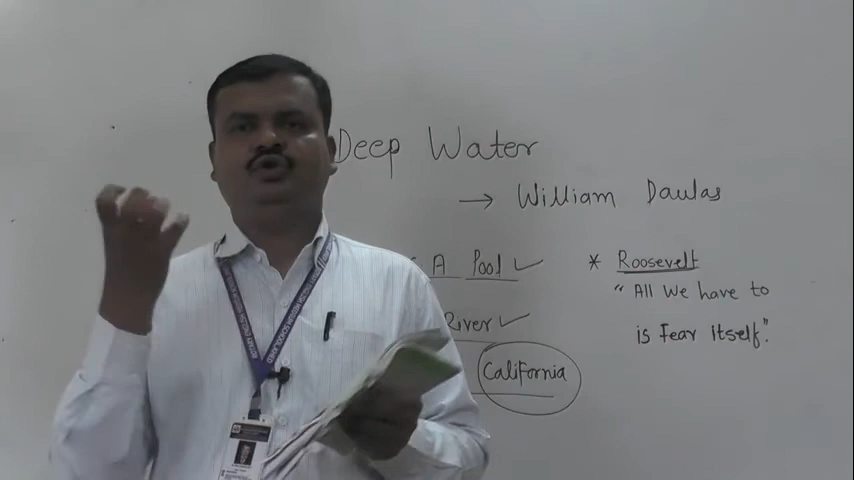 Deep Water
→ William Daulas
A Pool ✓
River ✓
California
* Roosevelt
"All We have to
is Fear itself".